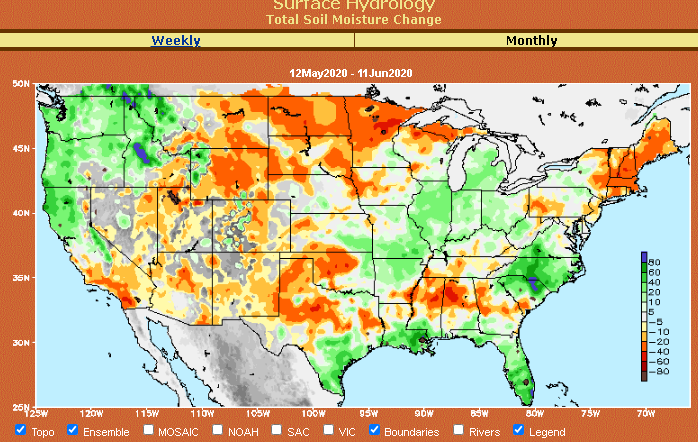 Surface Hydrology
Total Soil Moisture Change
Weekly Monthly
12May2020 - 11Jun2020
50N
45N
40N
35N
30N
25N
80
60
40
20
10
5
-5
-10
-20
-40
-60
-80
125W 120W 115W 110W 105W 100W 95W 90W 85W 80W 75W 70W
Topo Ensemble MOSAIC NOAH SAC VIC Boundaries Rivers Legend